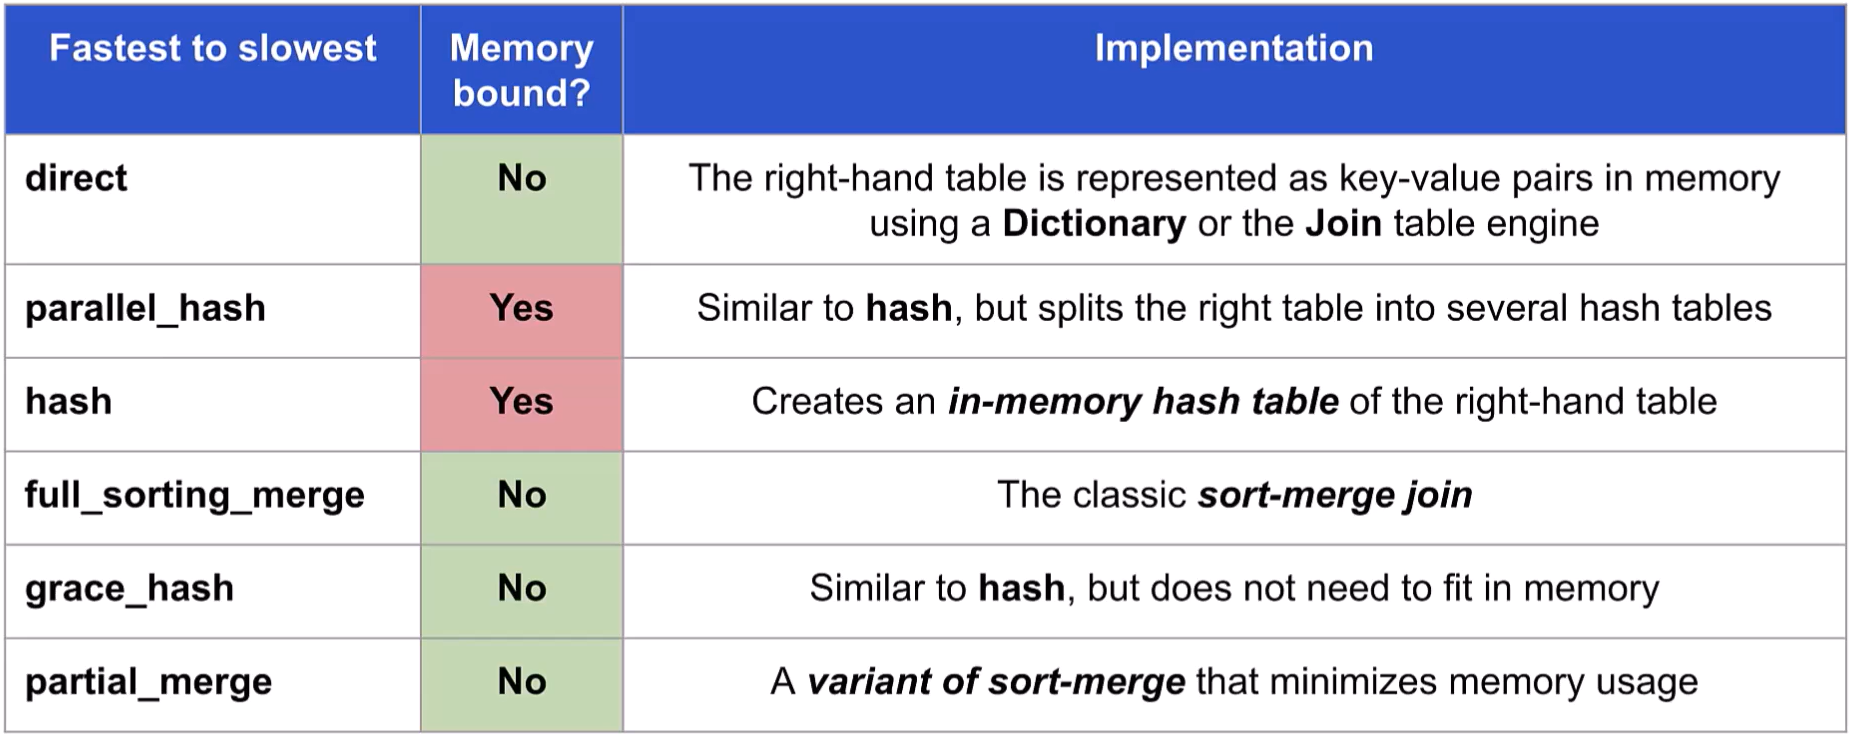 Fastest to slowest
Memory
bound?
Implementation
direct
No
The right-hand table is represented as key-value pairs in memory
using a Dictionary or the Join table engine
parallel_hash
Yes
Similar to hash, but splits the right table into several hash tables
hash
Yes
Creates an in-memory hash table of the right-hand table
full_sorting_merge
No
The classic sort-merge join
grace_hash
No
Similar to hash, but does not need to fit in memory
partial_merge
No
A variant of sort-merge that minimizes memory usage